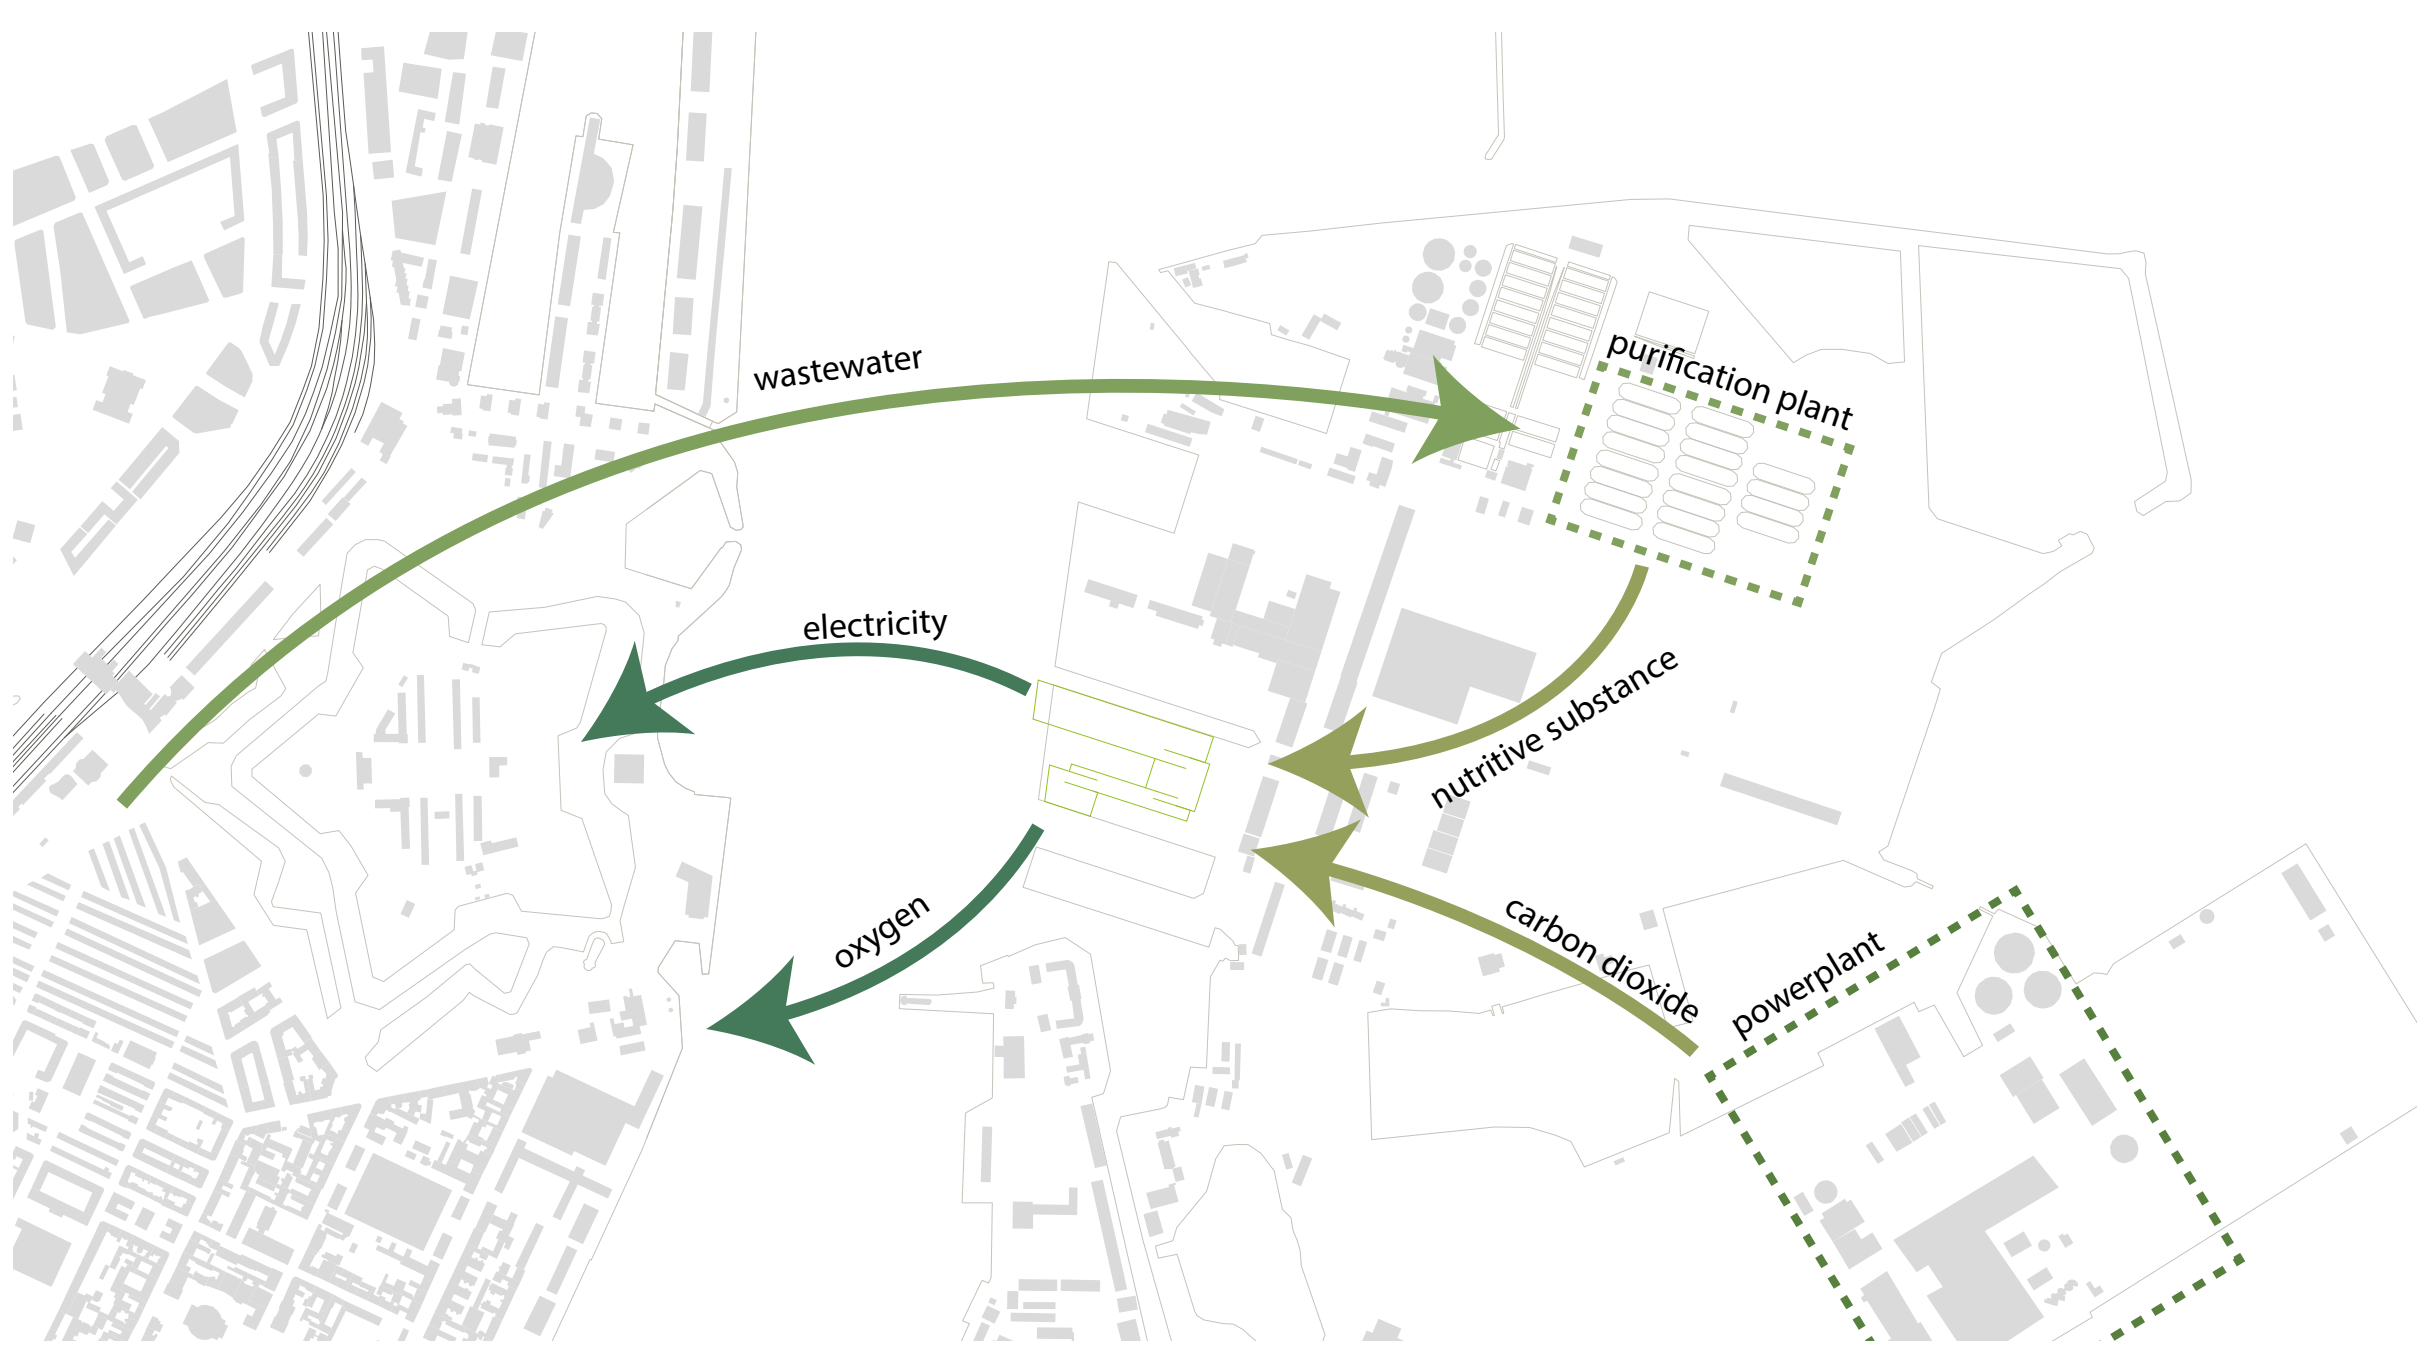 purification plant
wastewater
electricity
nutritive substance
carbon dioxide
oxygen
powerplant